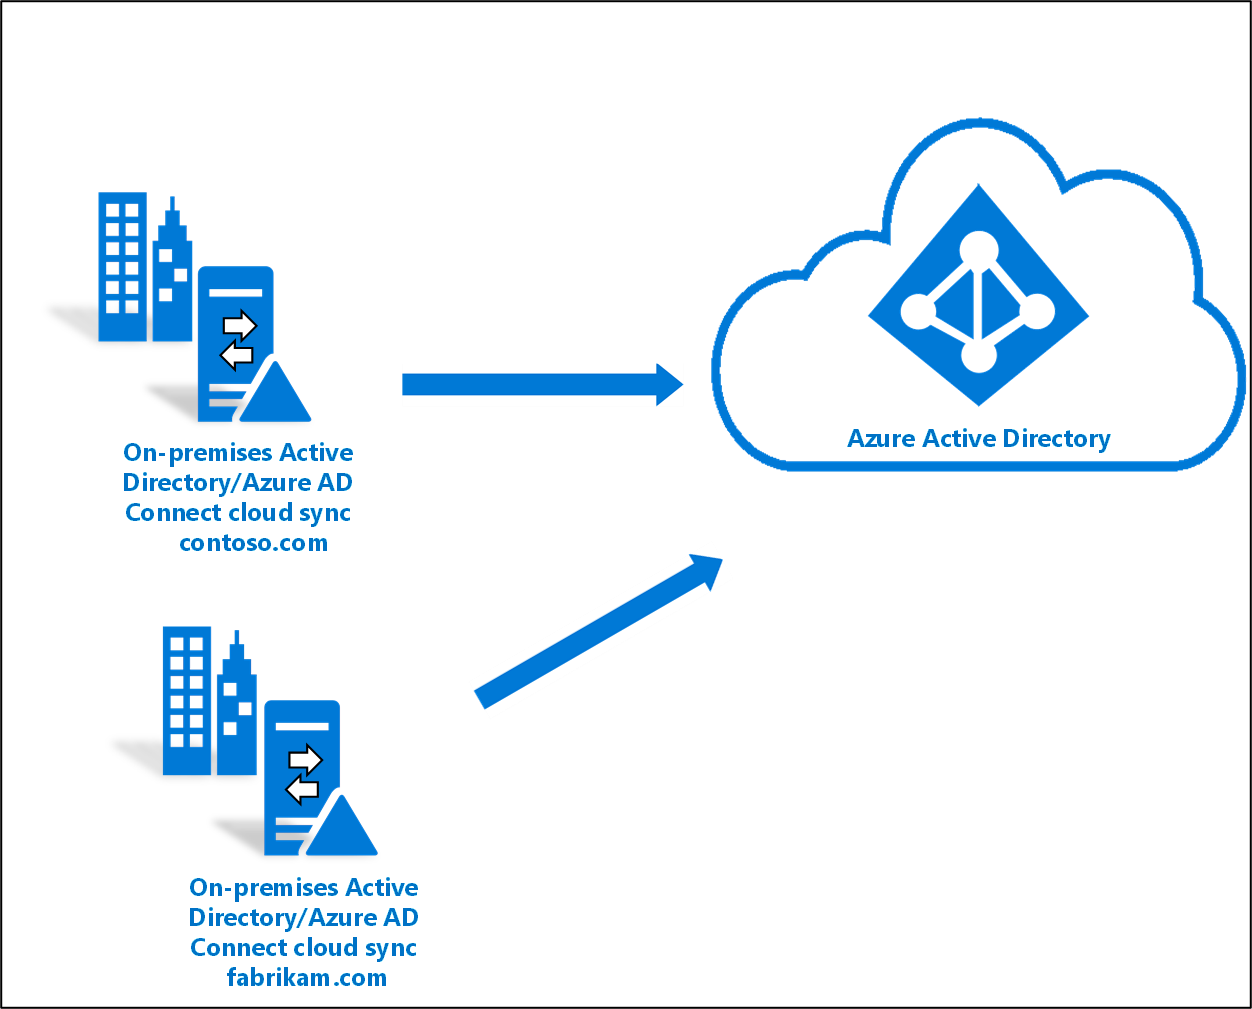 On-premises Active
Directory/Azure AD
Connect cloud sync
contoso.com
Azure Active Directory
On-premises Active
Directory/Azure AD
Connect cloud sync
fabrikam.com